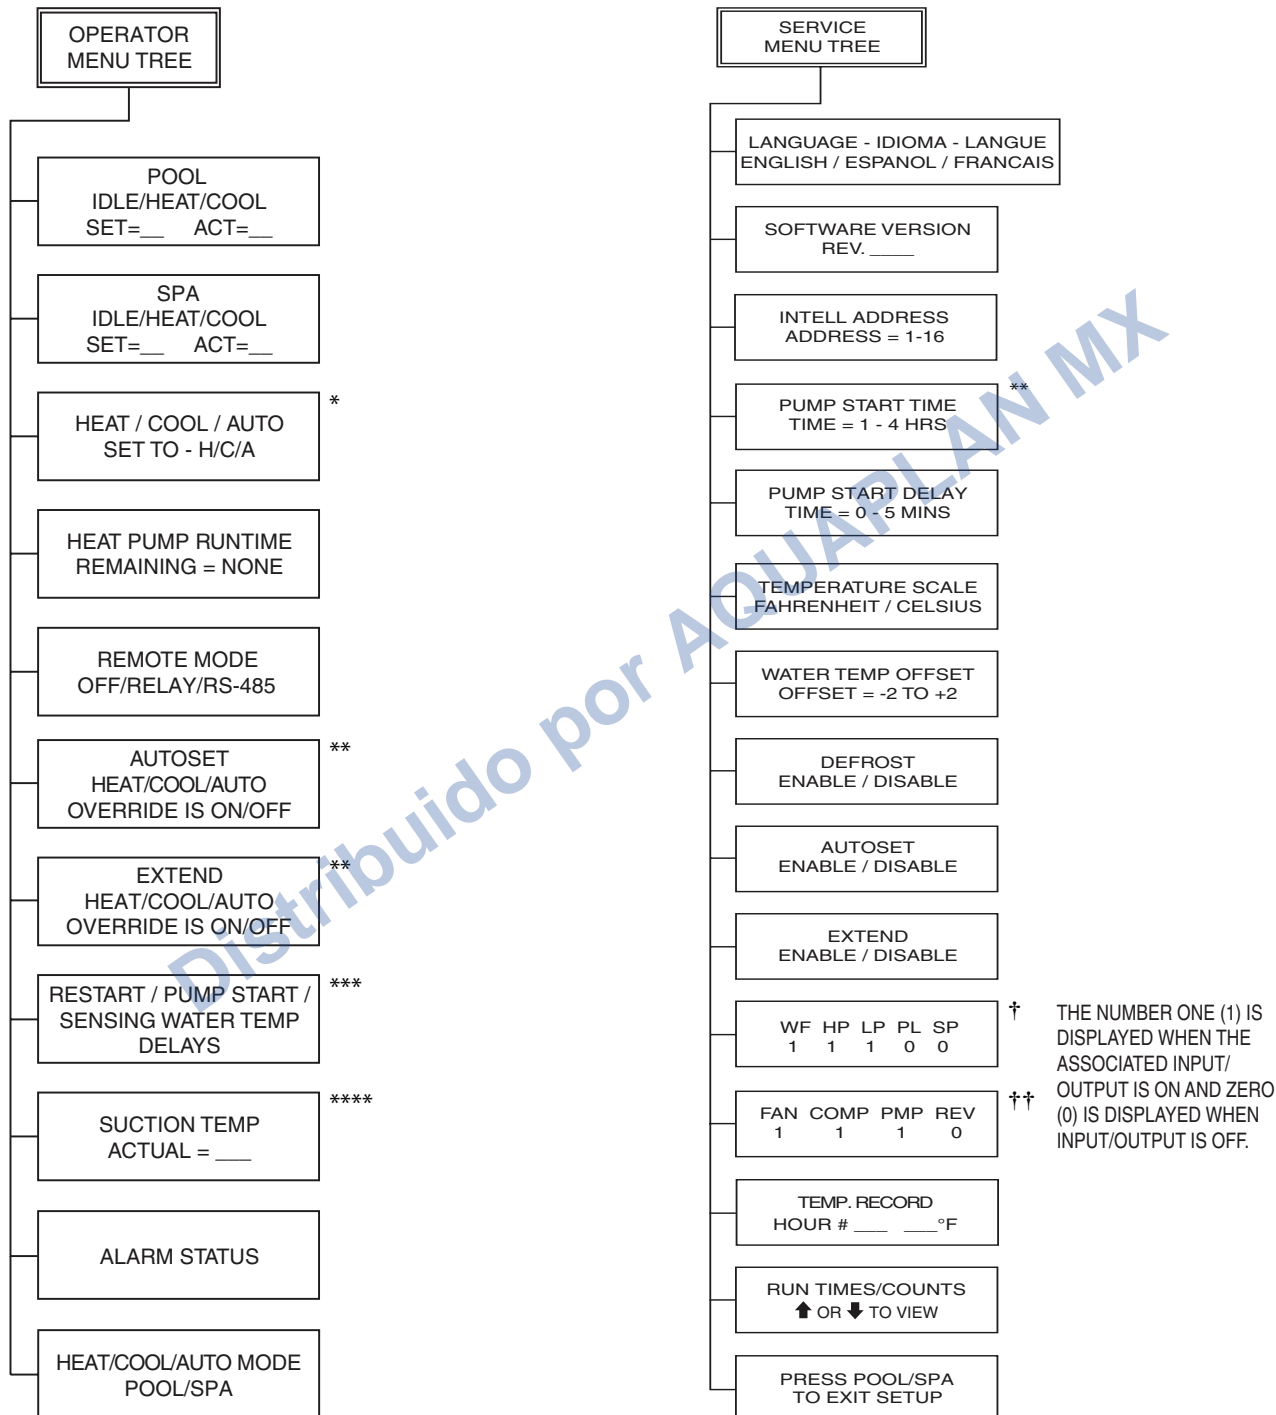 OPERATOR
MENU TREE
POOL
IDLE/HEAT/COOL
SET=__ ACT=__
SPA
IDLE/HEAT/COOL
SET=__ ACT=__
HEAT / COOL / AUTO
SET TO - H/C/A
*
HEAT PUMP RUNTIME
REMAINING = NONE
REMOTE MODE
OFF/RELAY/RS-485
AUTOSET
HEAT/COOL/AUTO
OVERRIDE IS ON/OFF
**
EXTEND
HEAT/COOL/AUTO
OVERRIDE IS ON/OFF
**
RESTART / PUMP START /
SENSING WATER TEMP
DELAYS
***
SUCTION TEMP
ACTUAL = ___
****
ALARM STATUS
HEAT/COOL/AUTO MODE
POOL/SPA
SERVICE
MENU TREE
LANGUAGE - IDIOMA - LANGUE
ENGLISH / ESPANOL / FRANCAIS
SOFTWARE VERSION
REV. ____
INTELL ADDRESS
ADDRESS = 1-16
PUMP START TIME
TIME = 1 - 4 HRS
**
PUMP START DELAY
TIME = 0 - 5 MINS
TEMPERATURE SCALE
FAHRENHEIT / CELSIUS
WATER TEMP OFFSET
OFFSET = -2 TO +2
DEFROST
ENABLE / DISABLE
AUTOSET
ENABLE / DISABLE
EXTEND
ENABLE / DISABLE
WF HP LP PL SP
1 1 1 0 0
†
FAN COMP PMP REV
1 1 1 0
††
THE NUMBER ONE (1) IS
DISPLAYED WHEN THE
ASSOCIATED INPUT/
OUTPUT IS ON AND ZERO
(0) IS DISPLAYED WHEN
INPUT/OUTPUT IS OFF.
TEMP. RECORD
HOUR # ___ ___°F
RUN TIMES/COUNTS
⬆ OR ⬇ TO VIEW
PRESS POOL/SPA
TO EXIT SETUP
Distribuido por AQUAPLAN MX